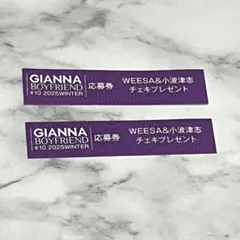 GIANNA
BOYFRIEND
#10 2025WINTER
応募券
WEESA&小波津志
チェキプレゼント
GIANNA
BOYFRIEND
#10 2025WINTER
応募券
WEESA&小波津志
チェキプレゼント